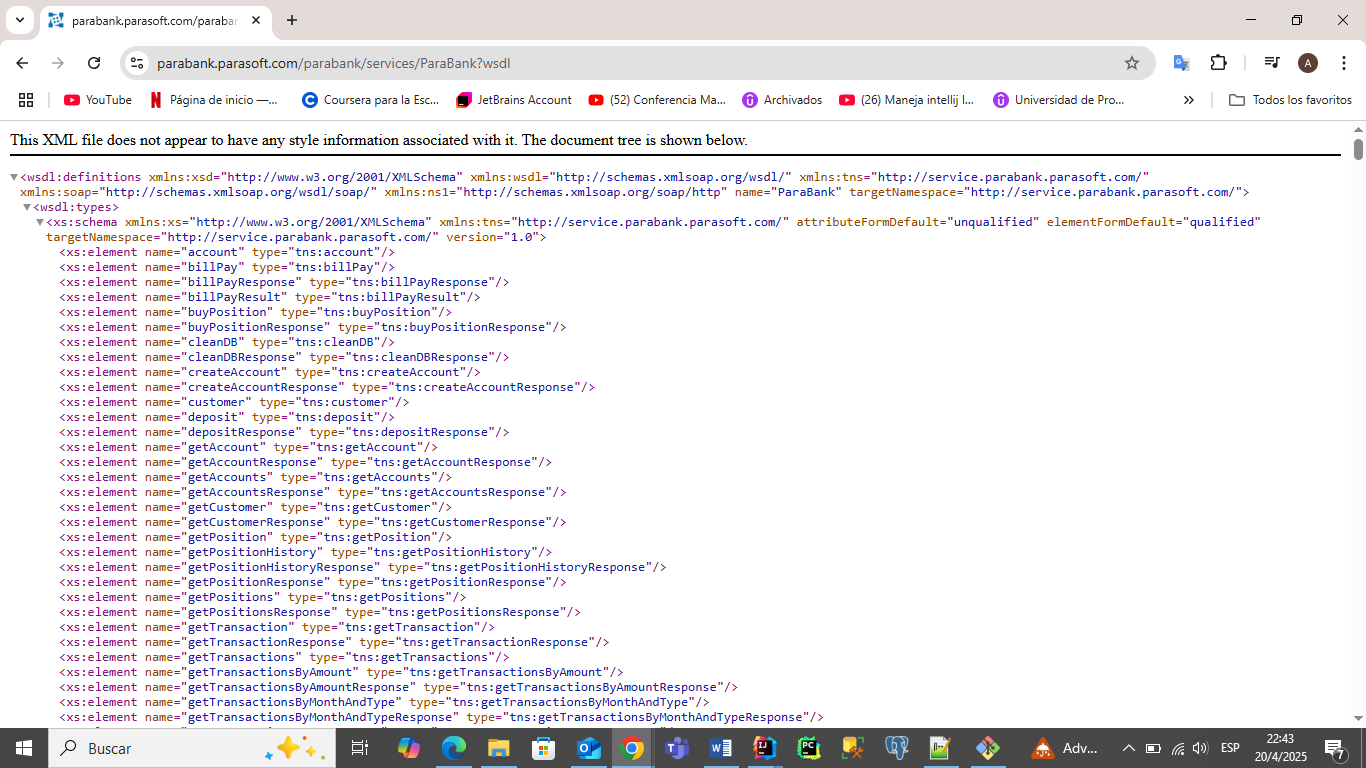 parabank.parasoft.com/paraban
parabank.parasoft.com/parabank/services/ParaBank?wsdl
A
YouTube
Página de inicio —...
Coursera para la Esc...
JetBrains Account
(52) Conferencia Ma...
Archivados
(26) Maneja intellij I...
Universidad de Pro...
Todos los favoritos
This XML file does not appear to have any style information associated with it. The document tree is shown below.
<wsdl:definitions xmlns:xsd="http://www.w3.org/2001/XMLSchema" xmlns:wsdl="http://schemas.xmlsoap.org/wsdl/" xmlns:tns="http://service.parabank.parasoft.com/"
xmlns:soap="http://schemas.xmlsoap.org/wsdl/soap/" xmlns:ns1="http://schemas.xmlsoap.org/soap/http" name="ParaBank" targetNamespace="http://service.parabank.parasoft.com/">
<wsdl:types>
<xs:schema xmlns:xs="http://www.w3.org/2001/XMLSchema" xmlns:tns="http://service.parabank.parasoft.com/" attributeFormDefault="unqualified" elementFormDefault="qualified"
targetNamespace="http://service.parabank.parasoft.com/" version="1.0">
<xs:element name="account" type="tns:account"/>
<xs:element name="billPay" type="tns:billPay"/>
<xs:element name="billPayResponse" type="tns:billPayResponse"/>
<xs:element name="billPayResult" type="tns:billPayResult"/>
<xs:element name="buyPosition" type="tns:buyPosition"/>
<xs:element name="buyPositionResponse" type="tns:buyPositionResponse"/>
<xs:element name="cleanDB" type="tns:cleanDB"/>
<xs:element name="cleanDBResponse" type="tns:cleanDBResponse"/>
<xs:element name="createAccount" type="tns:createAccount"/>
<xs:element name="createAccountResponse" type="tns:createAccountResponse"/>
<xs:element name="customer" type="tns:customer"/>
<xs:element name="deposit" type="tns:deposit"/>
<xs:element name="depositResponse" type="tns:depositResponse"/>
<xs:element name="getAccount" type="tns:getAccount"/>
<xs:element name="getAccountResponse" type="tns:getAccountResponse"/>
<xs:element name="getAccounts" type="tns:getAccounts"/>
<xs:element name="getAccountsResponse" type="tns:getAccountsResponse"/>
<xs:element name="getCustomer" type="tns:getCustomer"/>
<xs:element name="getCustomerResponse" type="tns:getCustomerResponse"/>
<xs:element name="getPosition" type="tns:getPosition"/>
<xs:element name="getPositionHistory" type="tns:getPositionHistory"/>
<xs:element name="getPositionHistoryResponse" type="tns:getPositionHistoryResponse"/>
<xs:element name="getPositionResponse" type="tns:getPositionResponse"/>
<xs:element name="getPositions" type="tns:getPositions"/>
<xs:element name="getPositionsResponse" type="tns:getPositionsResponse"/>
<xs:element name="getTransaction" type="tns:getTransaction"/>
<xs:element name="getTransactionResponse" type="tns:getTransactionResponse"/>
<xs:element name="getTransactions" type="tns:getTransactions"/>
<xs:element name="getTransactionsByAmount" type="tns:getTransactionsByAmount"/>
<xs:element name="getTransactionsByAmountResponse" type="tns:getTransactionsByAmountResponse"/>
<xs:element name="getTransactionsByMonthAndType" type="tns:getTransactionsByMonthAndType"/>
<xs:element name="getTransactionsByMonthAndTypeResponse" type="tns:getTransactionsByMonthAndTypeResponse"/>
Buscar
Adv...
ESP
22:43
20/4/2025
7